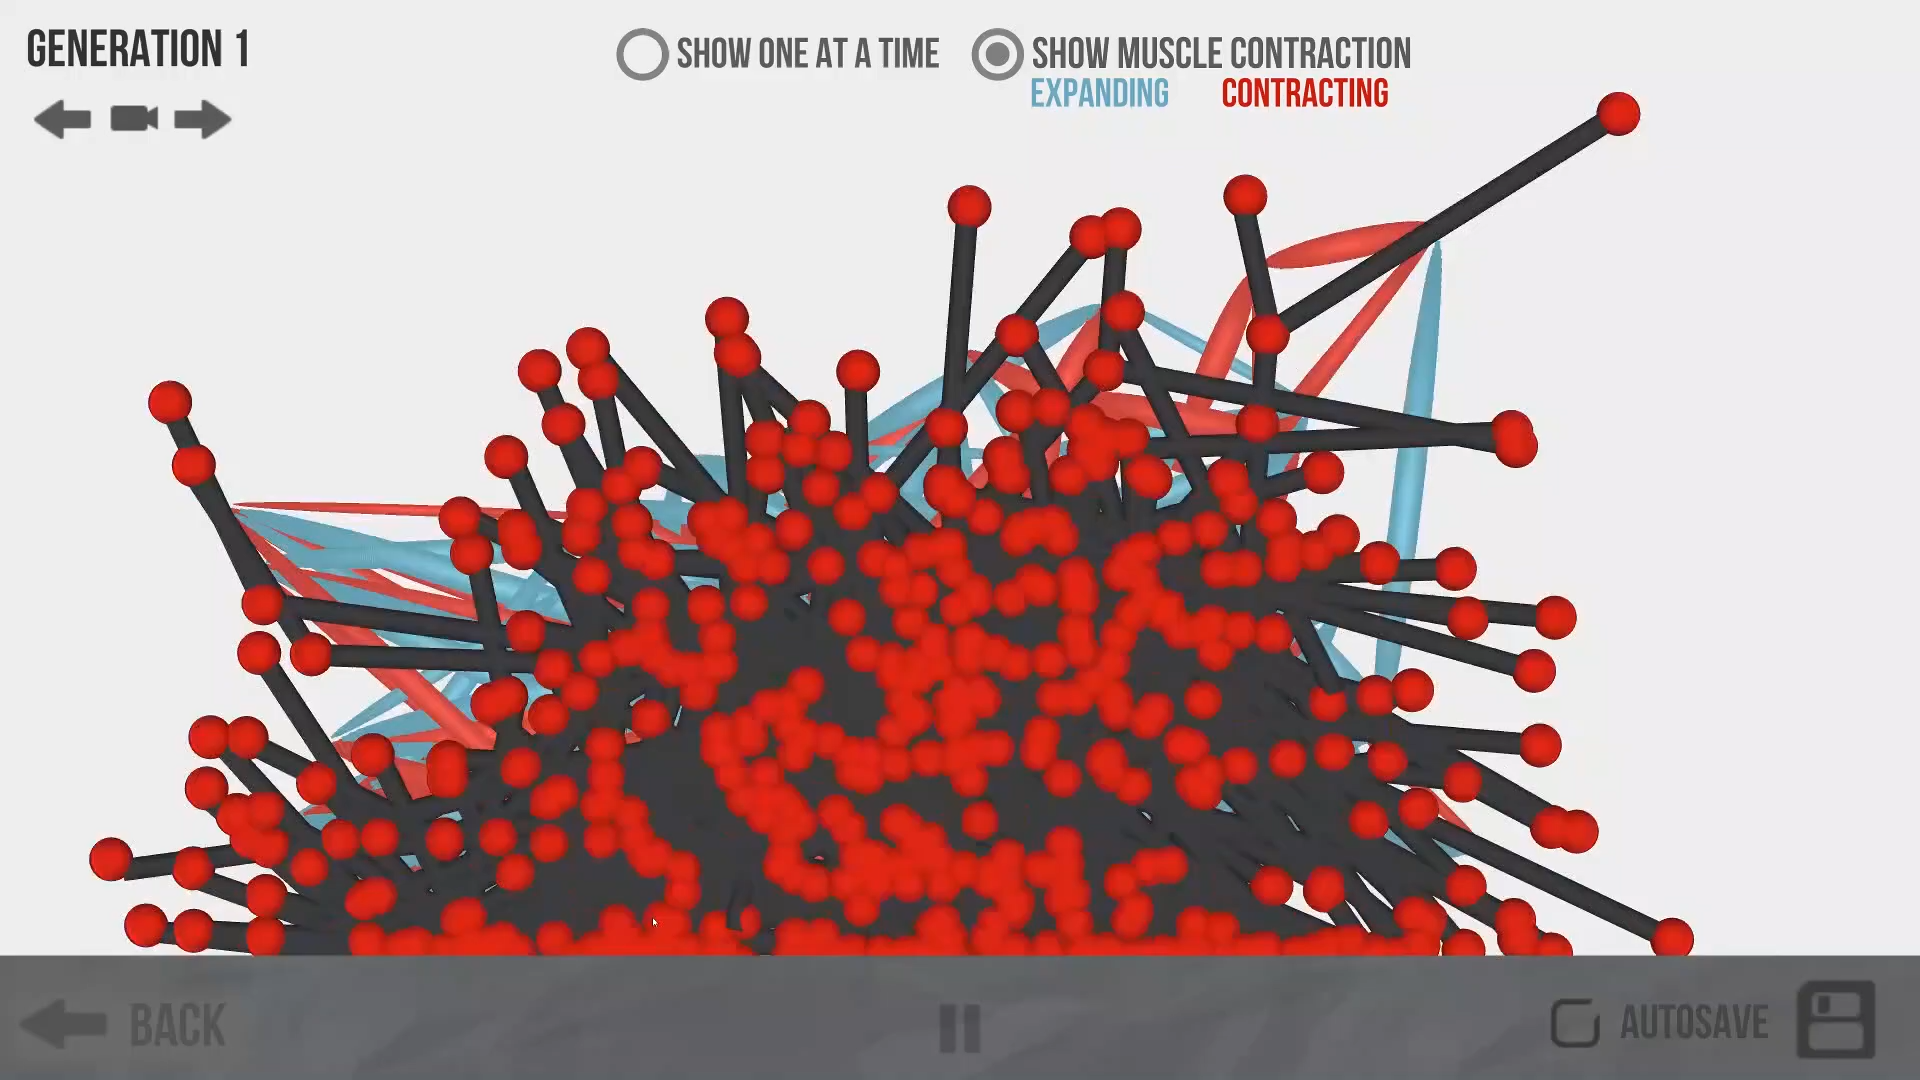 GENERATION 1
SHOW ONE AT A TIME
SHOW MUSCLE CONTRACTION
EXPANDING
CONTRACTING
BACK
AUTOSAVE